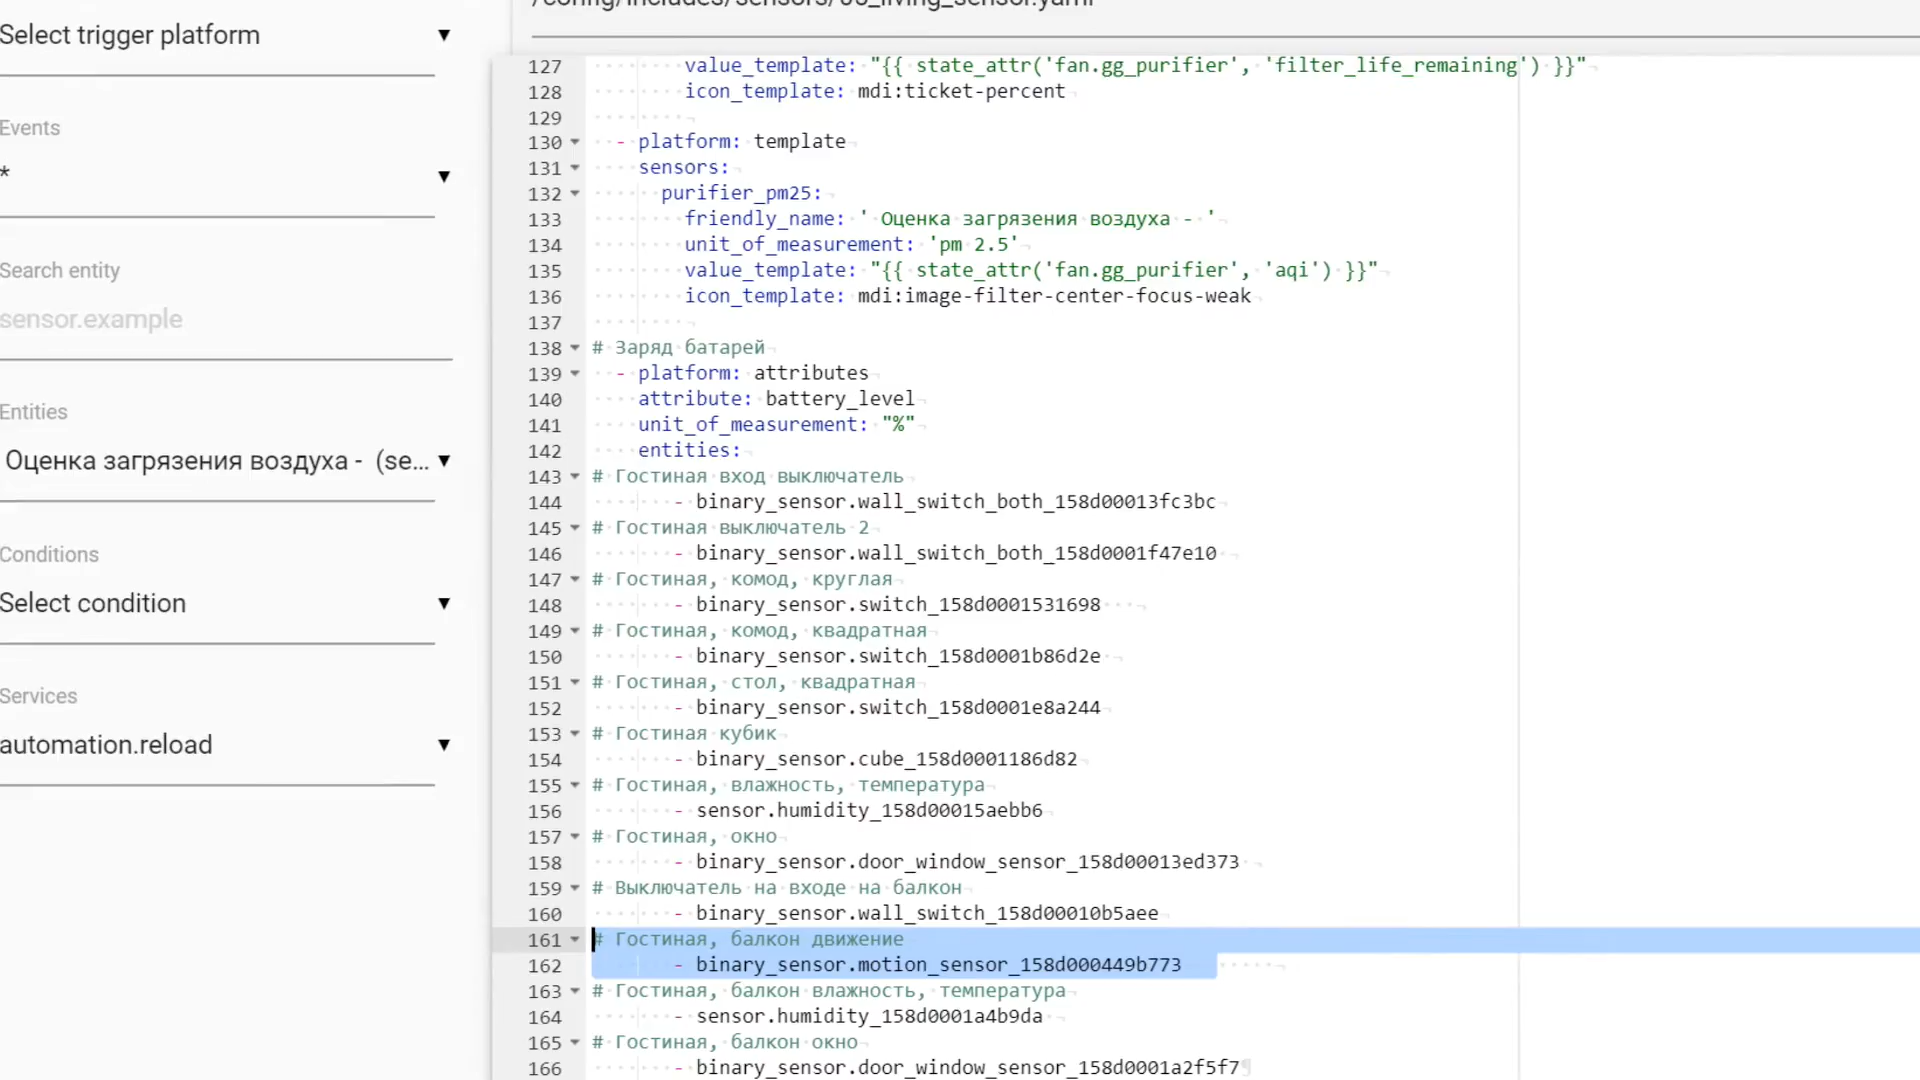 /config/includes/sensors/03_living_sensor.yaml
Select trigger platform
Events
*
Search entity
sensor.example
Entities
Оценка загрязения воздуха - (se...
Conditions
Select condition
Services
automation.reload
127 value_template: "{{ state_attr('fan.gg_purifier', 'filter_life_remaining') }}"
128 icon_template: mdi:ticket-percent
129
130 - platform: template
131 sensors:
132 purifier_pm25:
133 friendly_name: ' Оценка загрязения воздуха - '
134 unit_of_measurement: 'pm 2.5'
135 value_template: "{{ state_attr('fan.gg_purifier', 'aqi') }}"
136 icon_template: mdi:image-filter-center-focus-weak
137
138 # Заряд батарей
139 - platform: attributes
140 attribute: battery_level
141 unit_of_measurement: "%"
142 entities:
143 # Гостиная вход выключатель
144 - binary_sensor.wall_switch_both_158d00013fc3bc
145 # Гостиная выключатель 2
146 - binary_sensor.wall_switch_both_158d0001f47e10
147 # Гостиная, комод, круглая
148 - binary_sensor.switch_158d0001531698
149 # Гостиная, комод, квадратная
150 - binary_sensor.switch_158d0001b86d2e
151 # Гостиная, стол, квадратная
152 - binary_sensor.switch_158d0001e8a244
153 # Гостиная кубик
154 - binary_sensor.cube_158d0001186d82
155 # Гостиная, влажность, температура
156 - sensor.humidity_158d00015aebb6
157 # Гостиная, окно
158 - binary_sensor.door_window_sensor_158d00013ed373
159 # Выключатель на входе на балкон
160 - binary_sensor.wall_switch_158d00010b5aee
161 # Гостиная, балкон движение
162 - binary_sensor.motion_sensor_158d000449b773
163 # Гостиная, балкон влажность, температура
164 - sensor.humidity_158d0001a4b9da
165 # Гостиная, балкон окно
166 - binary_sensor.door_window_sensor_158d0001a2f5f7